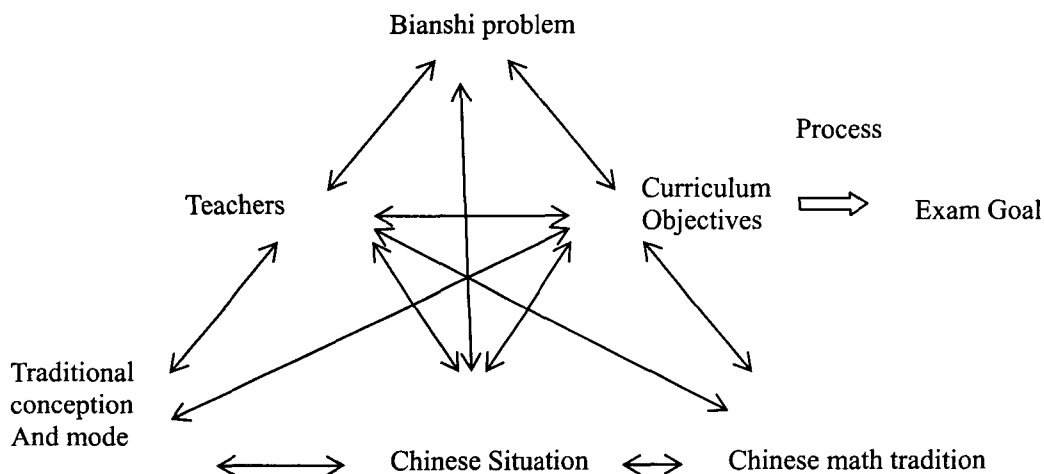 Bianshi problem
Process
Teachers
Curriculum
Objectives
Exam Goal
Traditional
conception
And mode
Chinese Situation
Chinese math tradition